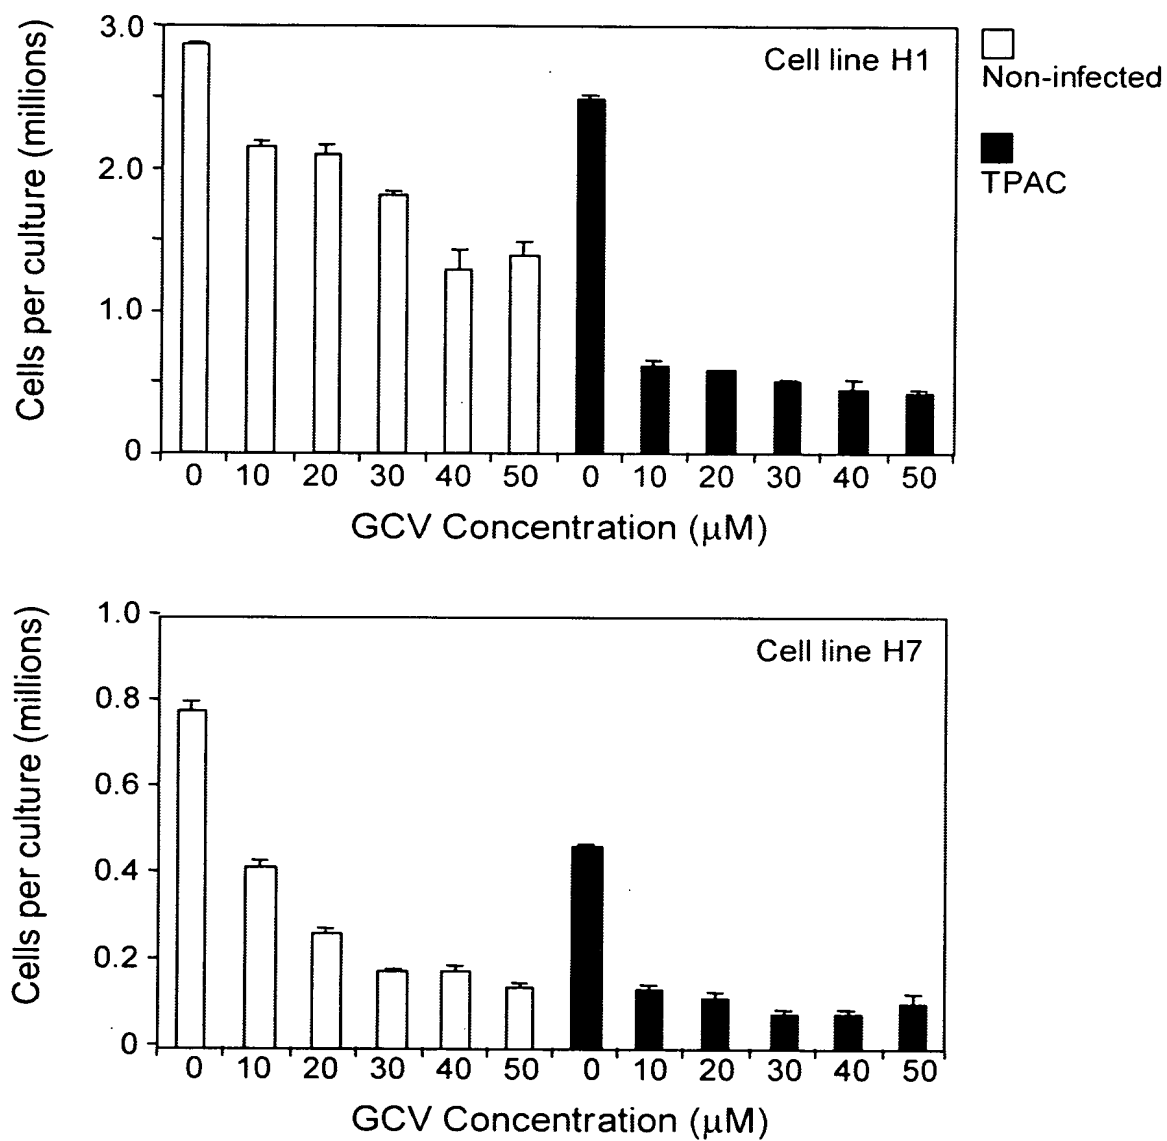 Cells per culture (millions)
3.0
2.0
1.0
0
Cell line H1
Non-infected
TPAC
0 10 20 30 40 50 0 10 20 30 40 50
GCV Concentration (μM)
Cells per culture (millions)
1.0
0.8
0.6
0.4
0.2
0
Cell line H7
0 10 20 30 40 50 0 10 20 30 40 50
GCV Concentration (μM)